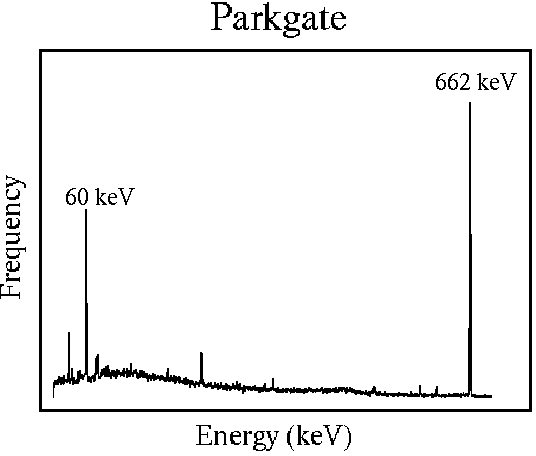 Parkgate
662 keV
60 keV
Frequency
Energy (keV)